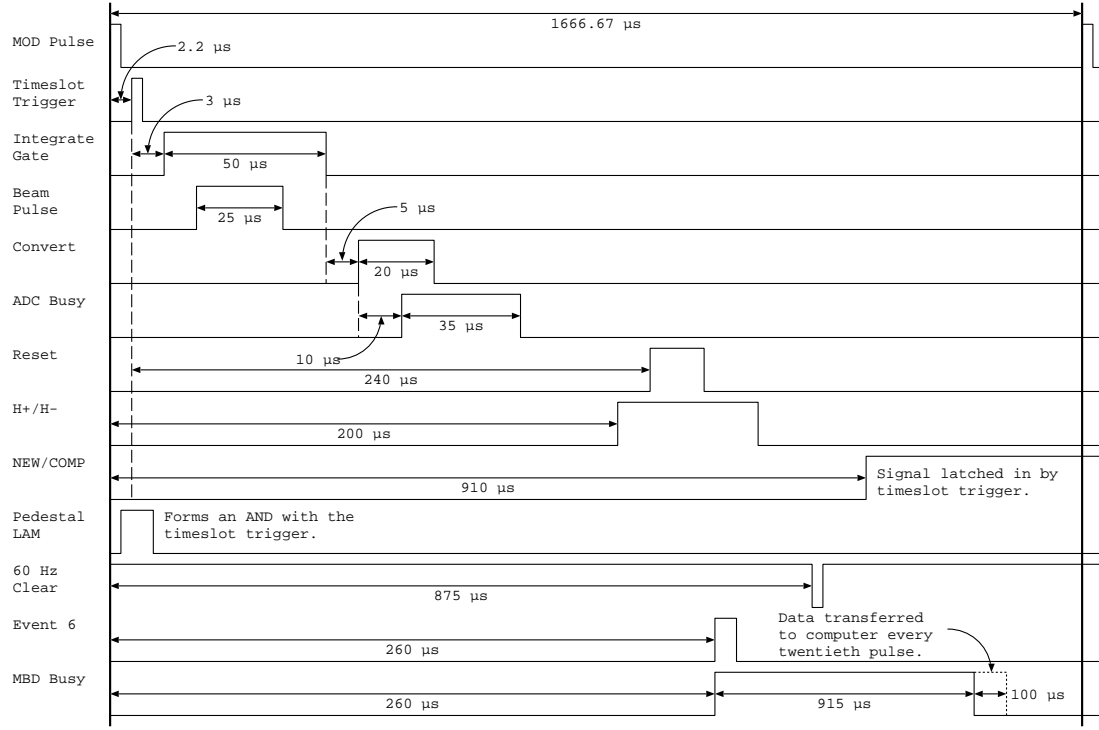 1666.67 µs
MOD Pulse
2.2 µs
Timeslot
Trigger
3 µs
Integrate
Gate
50 µs
Beam
Pulse
25 µs
5 µs
Convert
20 µs
ADC Busy
35 µs
Reset
10 µs
240 µs
H+/H-
200 µs
NEW/COMP
910 µs
Signal latched in by
timeslot trigger.
Pedestal
LAM
Forms an AND with the
timeslot trigger.
60 Hz
Clear
875 µs
Event 6
260 µs
Data transferred
to computer every
twentieth pulse.
MBD Busy
260 µs
915 µs
100 µs